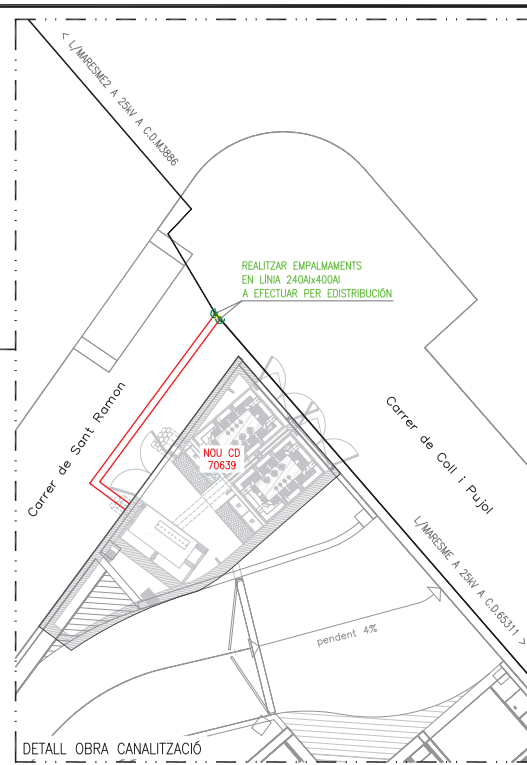 < L/MARESME2 A 25kV A C.D.M3886
REALITZAR EMPALMAMENTS
EN LÍNIA 240Alx400Al
A EFECTUAR PER EDISTRIBUCIÓN
Carrer de Sant Ramon
NOU CD
70639
Carrer de Coll i Pujol
L/MARESME A 25kV A C.D.65311 >
pendent 4%
DETALL OBRA CANALITZACIÓ